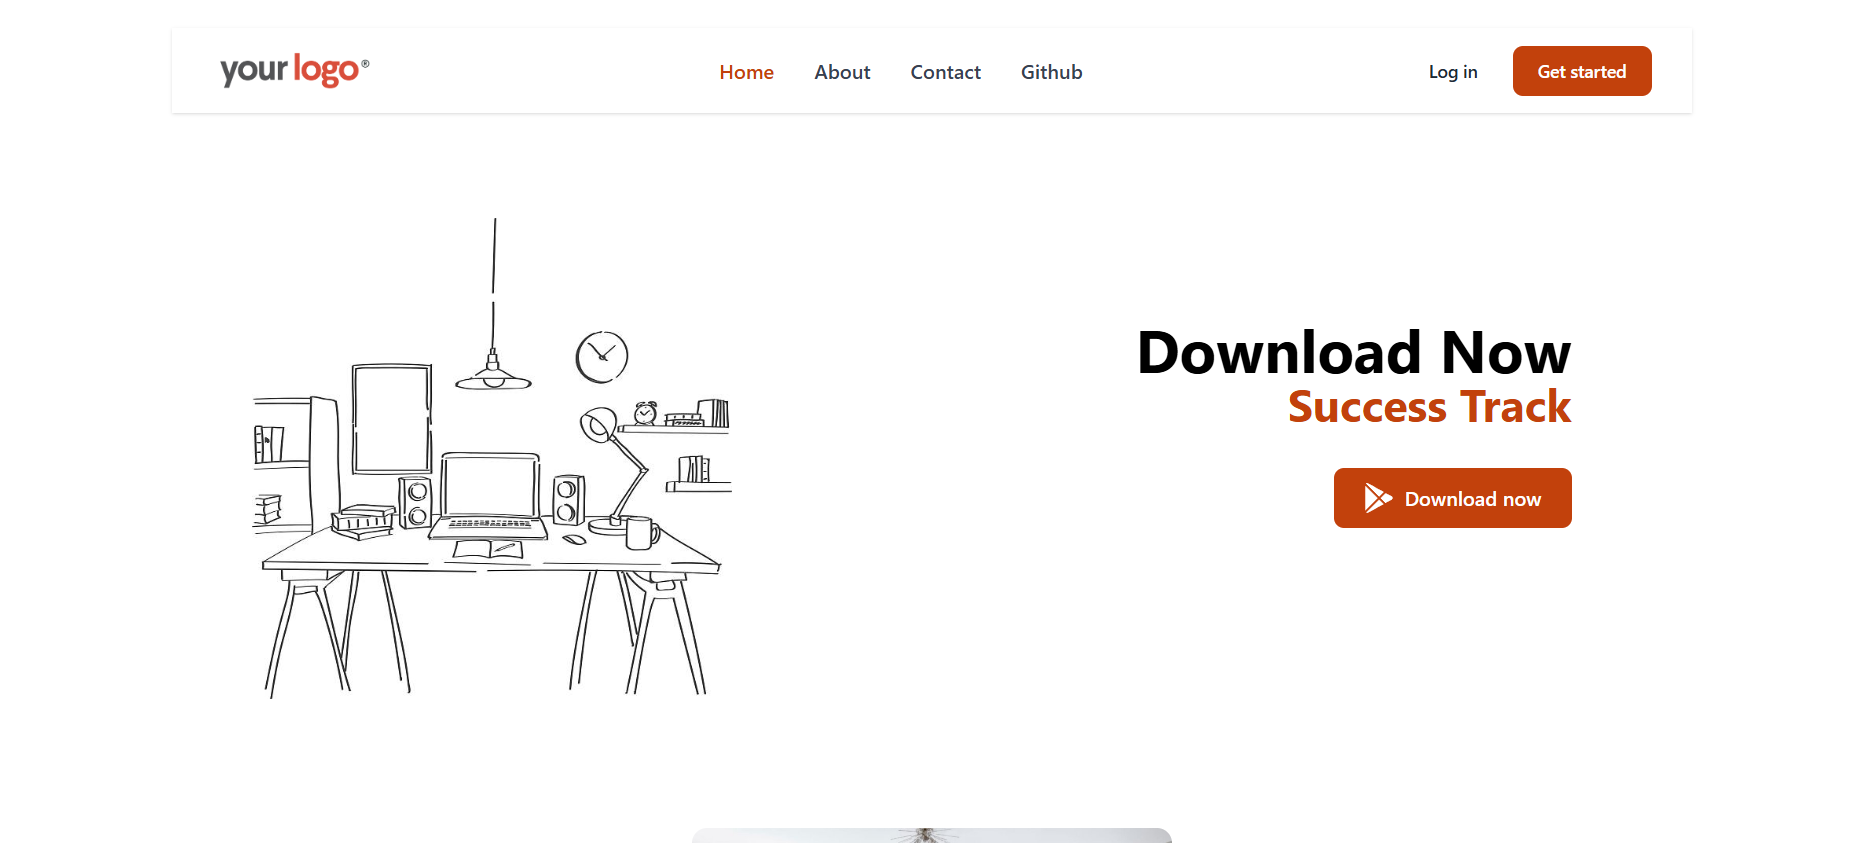 your logo®
Home
About
Contact
Github
Log in
Get started
Download Now
Success Track
Download now